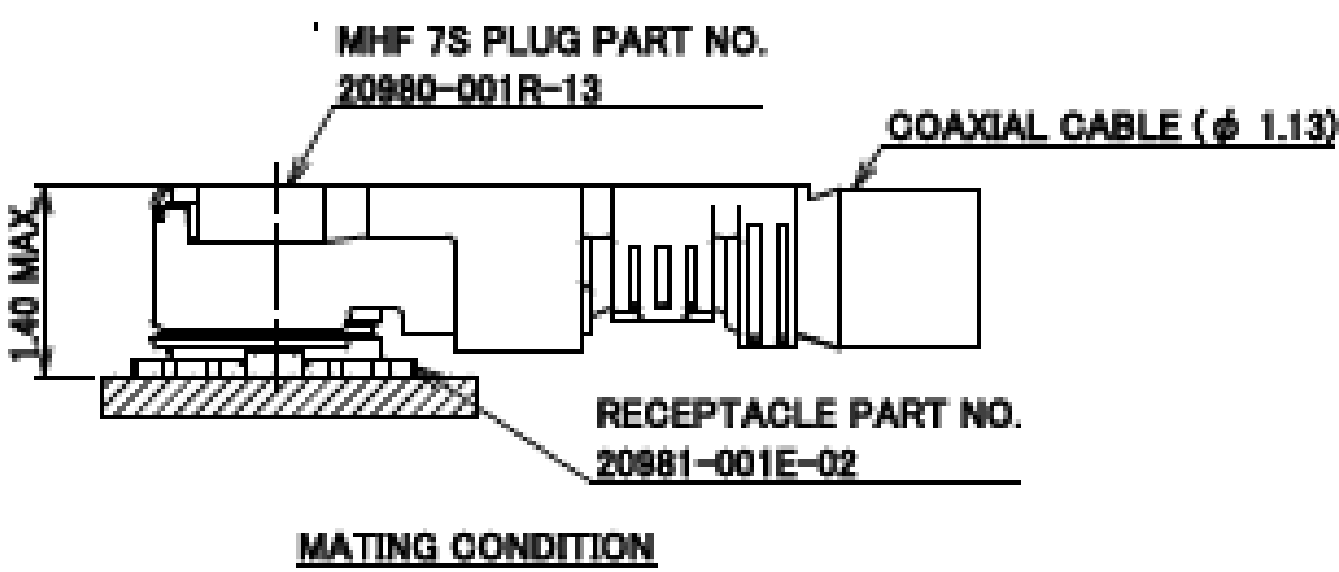 MHF 7S PLUG PART NO.
20980-001R-13
COAXIAL CABLE (φ 1.13)
1.40 MAX
RECEPTACLE PART NO.
20981-001E-02
MATING CONDITION